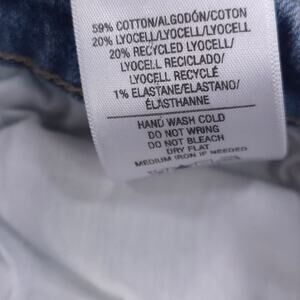 59% COTTON/ALGODÓN/COTON
20% LYOCELL/LYOCELL/LYOCELL
20% RECYCLED LYOCELL/
LYOCELL RECICLADO/
LYOCELL RECYCLÉ
1% ELASTANE/ELASTANO/
ÉLASTHANNE
HAND WASH COLD
DO NOT WRING
DO NOT BLEACH
DRY FLAT
MEDIUM IRON IF NEEDED